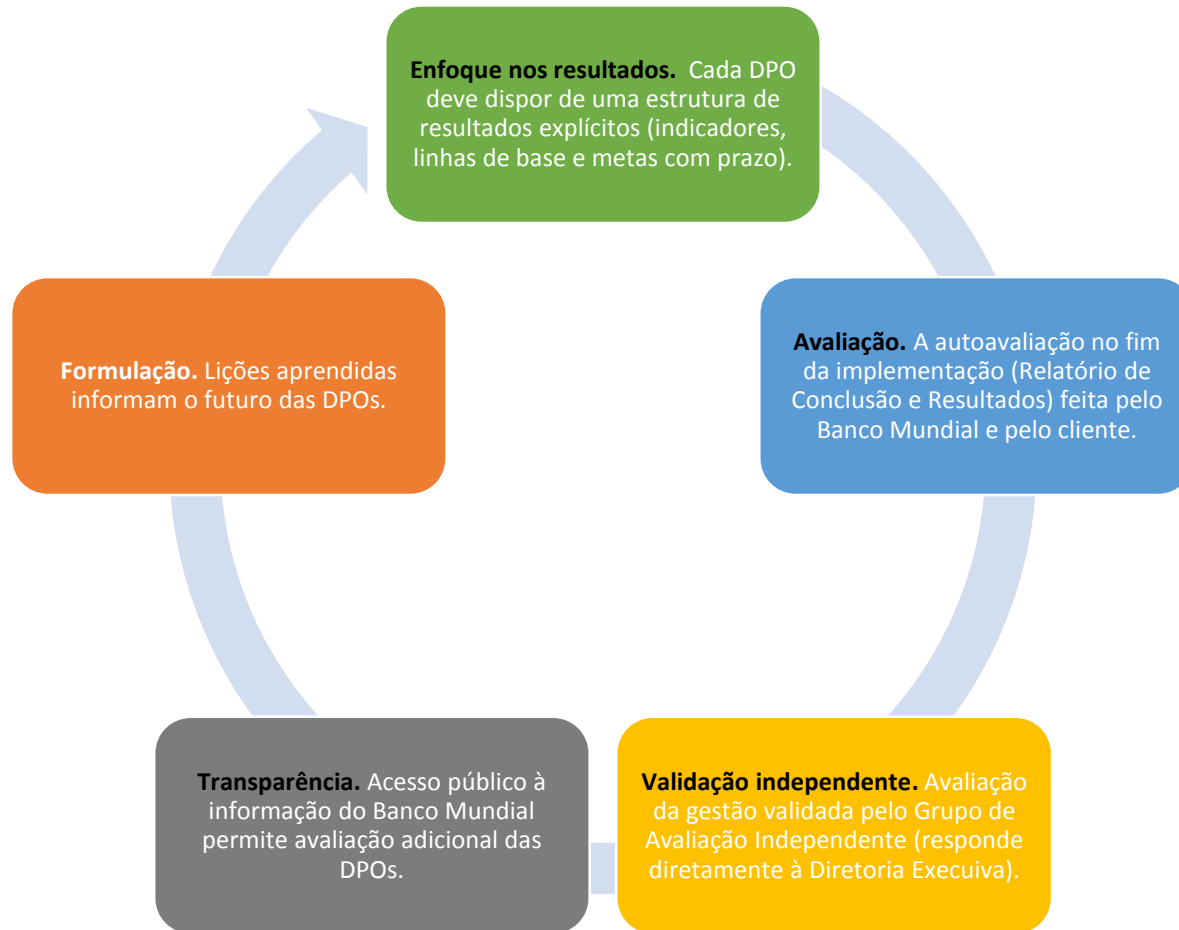 Enfoque nos resultados. Cada DPO
deve dispor de uma estrutura de
resultados explícitos (indicadores,
linhas de base e metas com prazo).
Avaliação. A autoavaliação no fim
da implementação (Relatório de
Conclusão e Resultados) feita pelo
Banco Mundial e pelo cliente.
Validação independente. Avaliação
da gestão validada pelo Grupo de
Avaliação Independente (responde
diretamente à Diretoria Execuiva).
Transparência. Acesso público à
informação do Banco Mundial
permite avaliação adicional das
DPOs.
Formulação. Lições aprendidas
informam o futuro das DPOs.